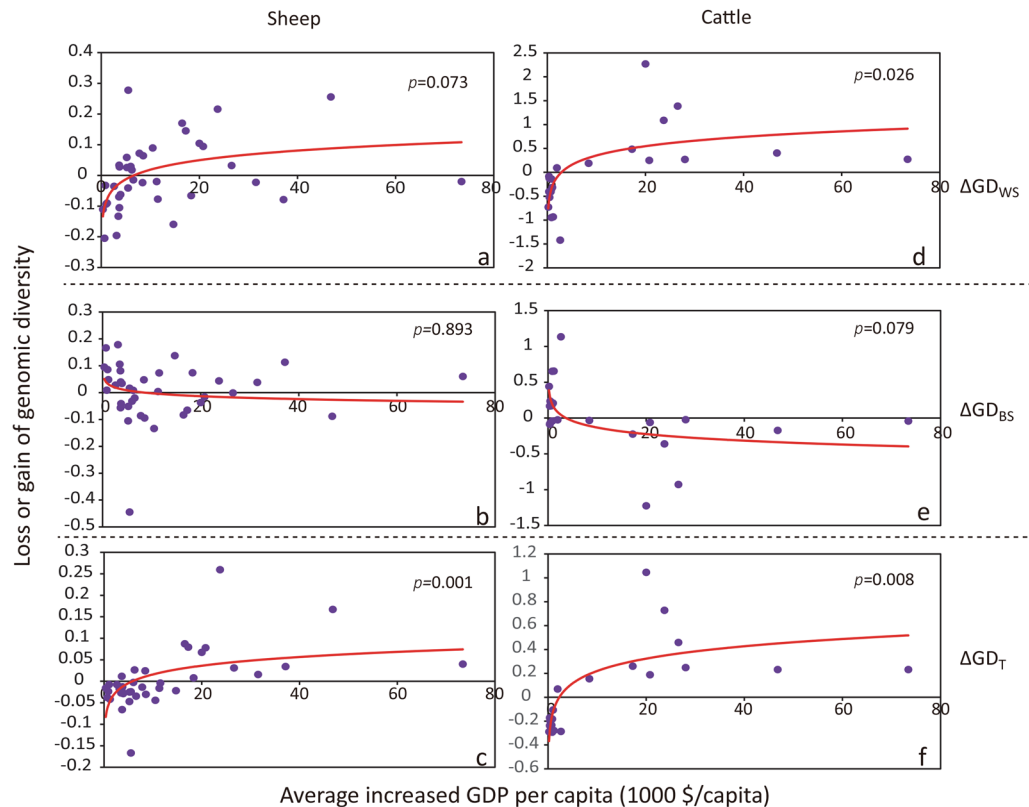 Sheep
Cattle
Loss or gain of genomic diversity
0.4
0.3
0.2
0.1
0
-0.1
-0.2
-0.3
0 20 40 60 80
p=0.073
a
2.5
2
1.5
1
0.5
0
-0.5
-1
-1.5
-2
0 20 40 60 80
p=0.026
d
ΔGDWS
0.3
0.2
0.1
0
-0.1
-0.2
-0.3
-0.4
-0.5
0 20 40 60 80
p=0.893
b
1.5
1
0.5
0
-0.5
-1
-1.5
0 20 40 60 80
p=0.079
e
ΔGDBS
0.3
0.25
0.2
0.15
0.1
0.05
0
-0.05
-0.1
-0.15
-0.2
0 20 40 60 80
p=0.001
c
1.2
1
0.8
0.6
0.4
0.2
0
-0.2
-0.4
-0.6
0 20 40 60 80
p=0.008
f
ΔGDT
Average increased GDP per capita (1000 $/capita)